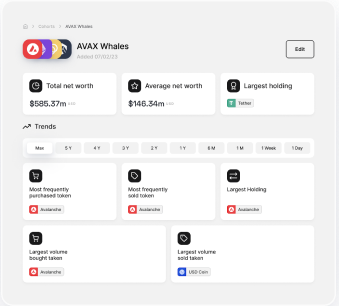 Cohorts > AVAX Whales
AVAX Whales
Added 07/02/23
Edit
Total net worth
$585.37m USD
Average net worth
$146.34m USD
Largest holding
Tether
Trends
Max 5 Y 4 Y 3 Y 2 Y 1 Y 6 M 1 M 1 Week 1 Day
Most frequently
purchased token
Avalanche
Most frequently
sold token
Avalanche
Largest Holding
Avalanche
Largest volume
bought token
Avalanche
Largest volume
sold token
USD Coin